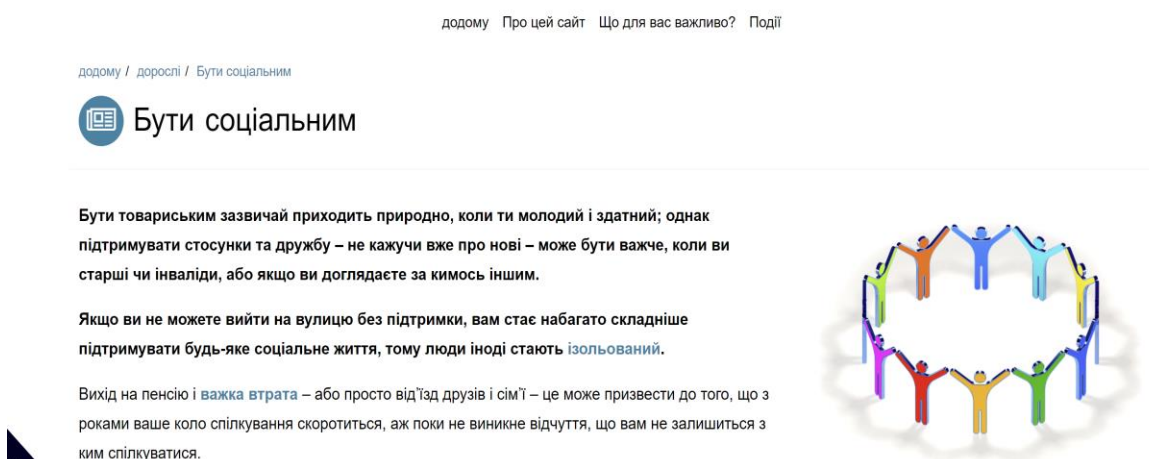 додому Про цей сайт Що для вас важливо? Події
додому / дорослі / Бути соціальним
Бути соціальним
Бути товариським зазвичай приходить природно, коли ти молодий і здатний; однак
підтримувати стосунки та дружбу – не кажучи вже про нові – може бути важче, коли ви
старші чи інваліди, або якщо ви доглядаєте за кимось іншим.
Якщо ви не можете вийти на вулицю без підтримки, вам стає набагато складніше
підтримувати будь-яке соціальне життя, тому люди іноді стають ізольований.
Вихід на пенсію і важка втрата – або просто від’їзд друзів і сім’ї – це може призвести до того, що з
роками ваше коло спілкування скоротиться, аж поки не виникне відчуття, що вам не залишиться з
ким спілкуватися.